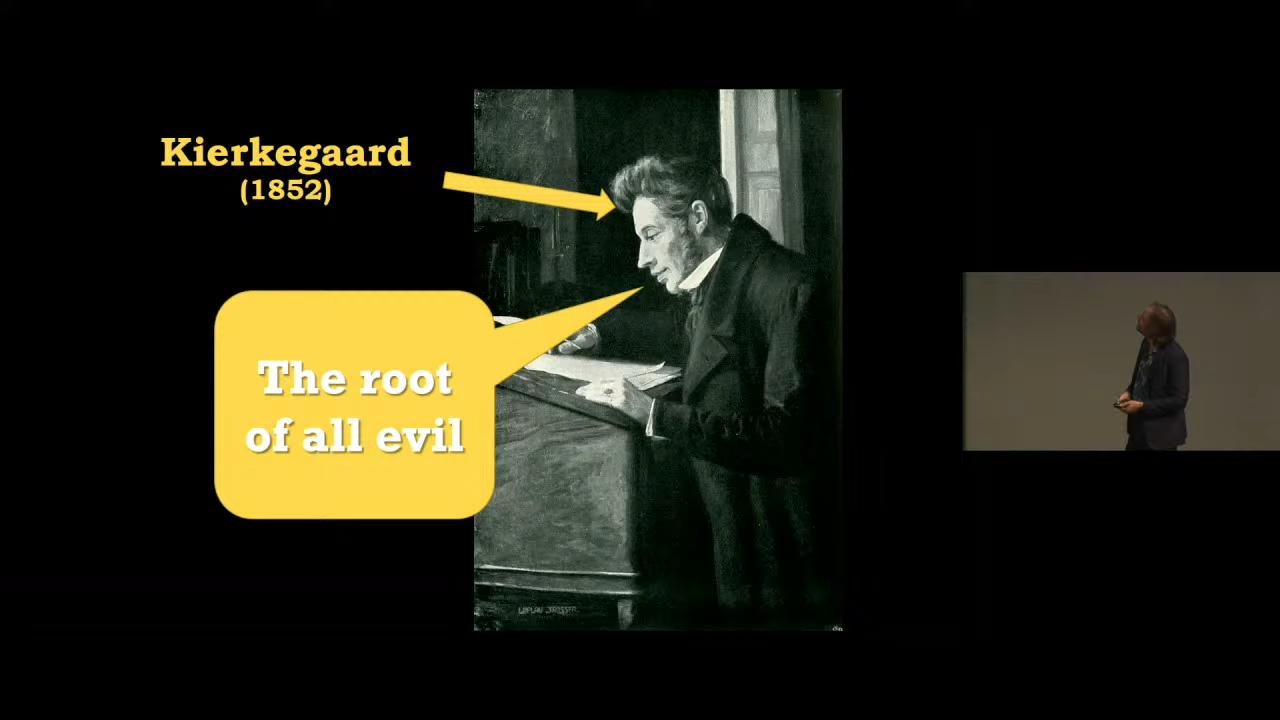 Kierkegaard
(1852)
The root
of all evil